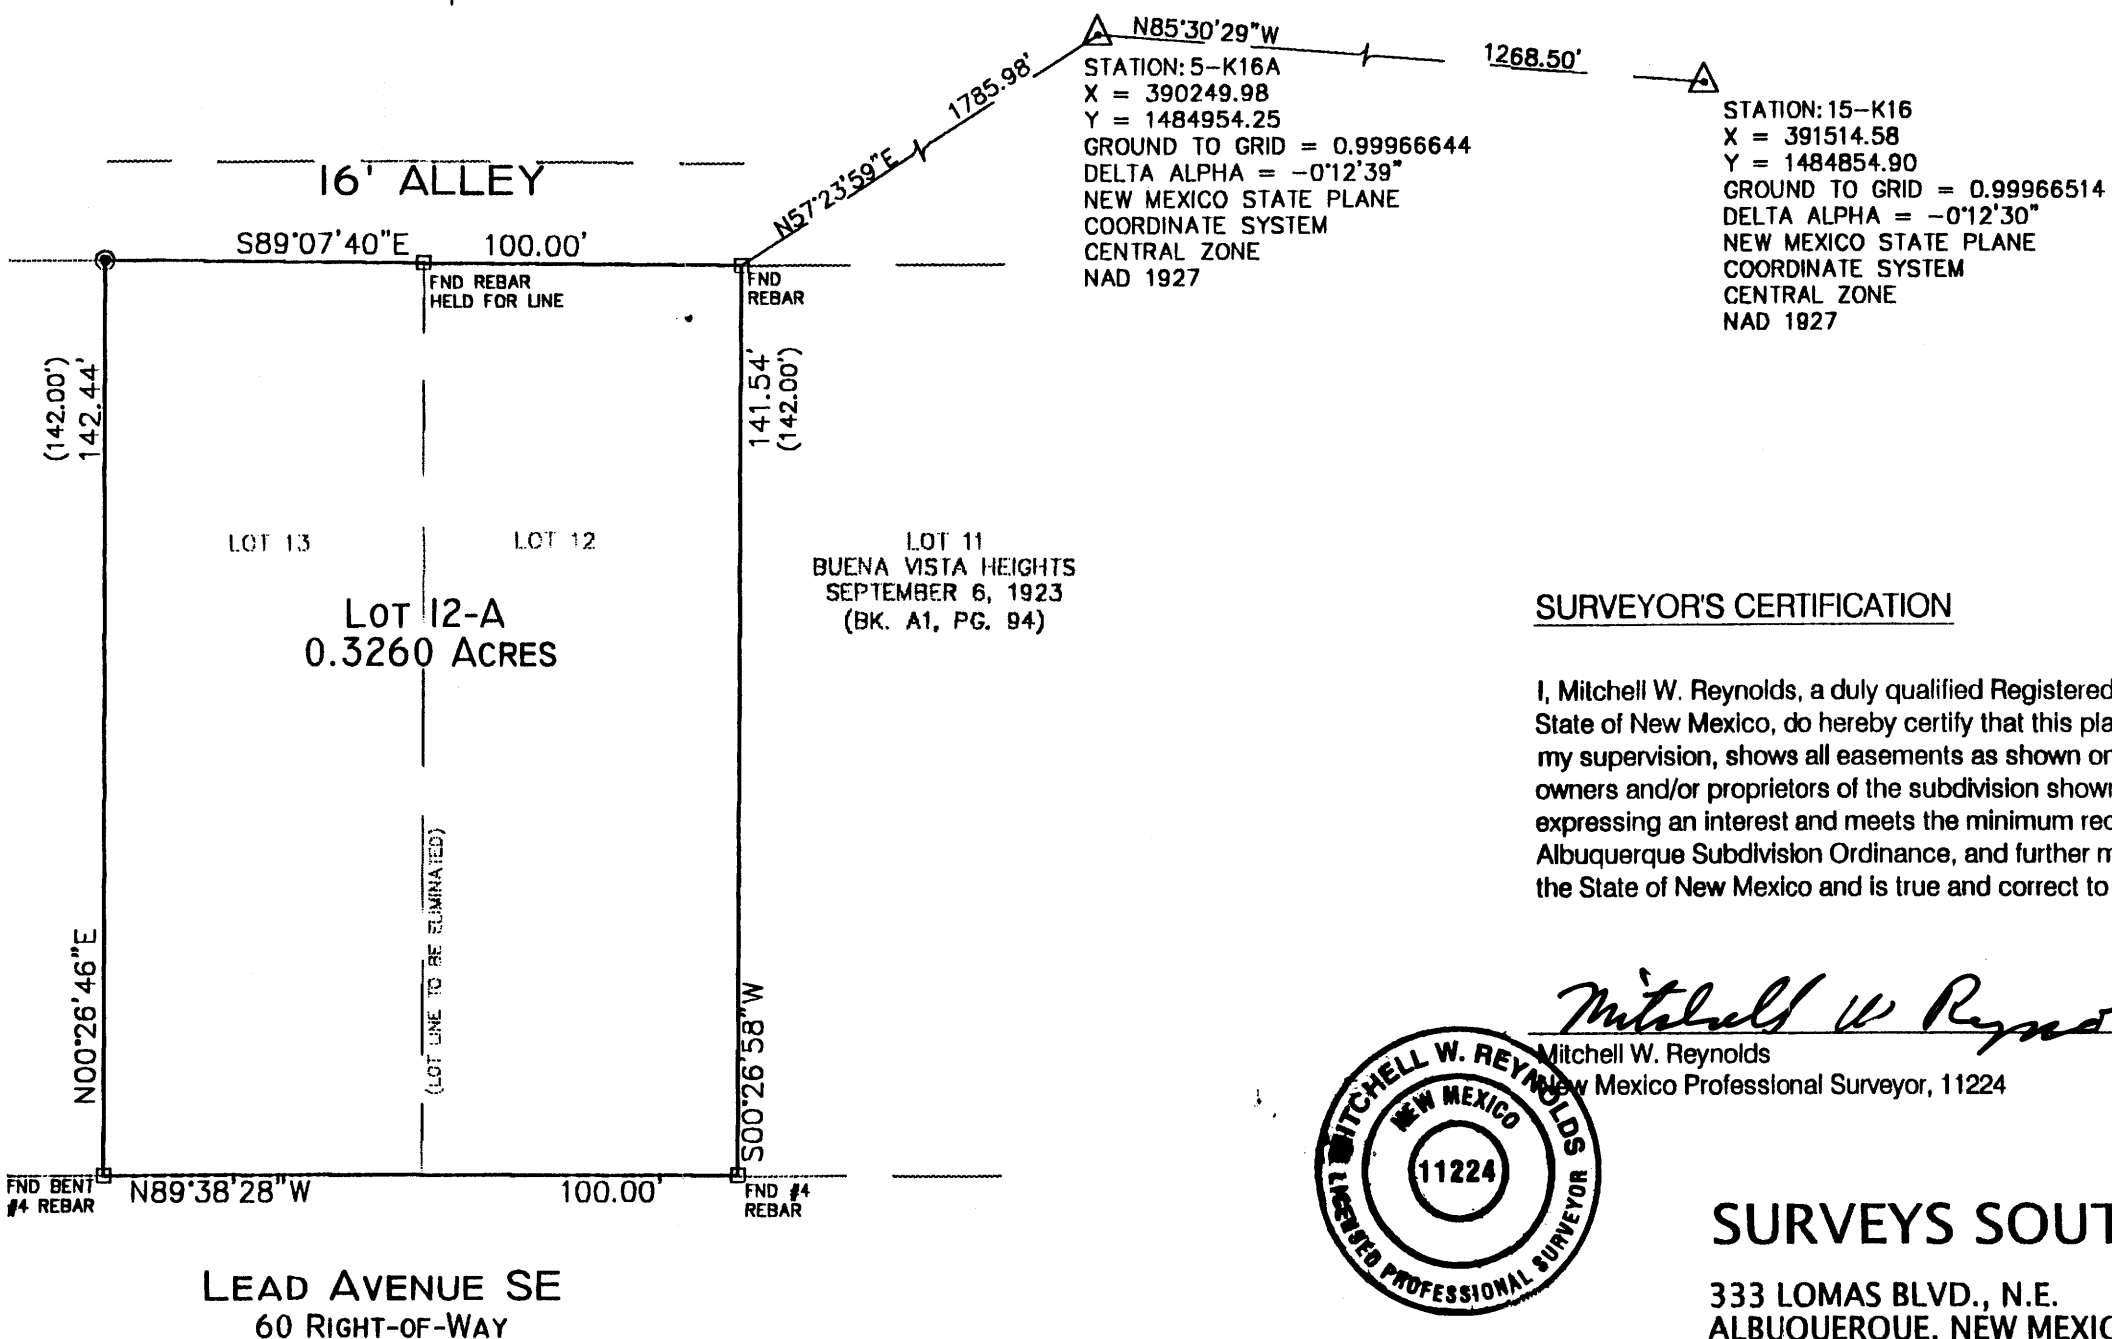 N85°30'29"W
1268.50'
1785.98'
N57°23'59"E
STATION: 5-K16A
X = 390249.98
Y = 1484954.25
GROUND TO GRID = 0.99966644
DELTA ALPHA = -0°12'39"
NEW MEXICO STATE PLANE
COORDINATE SYSTEM
CENTRAL ZONE
NAD 1927
STATION: 15-K16
X = 391514.58
Y = 1484854.90
GROUND TO GRID = 0.99966514
DELTA ALPHA = -0°12'30"
NEW MEXICO STATE PLANE
COORDINATE SYSTEM
CENTRAL ZONE
NAD 1927
16' ALLEY
S89°07'40"E 100.00'
FND REBAR
HELD FOR LINE
FND
REBAR
(142.00')
142.44'
141.54'
(142.00')
LOT 13
LOT 12
LOT 12-A
0.3260 ACRES
LOT 11
BUENA VISTA HEIGHTS
SEPTEMBER 6, 1923
(BK. A1, PG. 94)
(LOT LINE TO BE ELIMINATED)
N00°26'46"E
S00°26'58"W
FND BENT
#4 REBAR
N89°38'28"W 100.00'
FND #4
REBAR
LEAD AVENUE SE
60 RIGHT-OF-WAY
SURVEYOR'S CERTIFICATION
I, Mitchell W. Reynolds, a duly qualified Registered
State of New Mexico, do hereby certify that this pla
my supervision, shows all easements as shown on
owners and/or proprietors of the subdivision shown
expressing an interest and meets the minimum req
Albuquerque Subdivision Ordinance, and further m
the State of New Mexico and is true and correct to
Mitchell W Reyno
Mitchell W. Reynolds
New Mexico Professional Surveyor, 11224
MITCHELL W. REYNOLDS
NEW MEXICO
11224
LICENSED PROFESSIONAL SURVEYOR
SURVEYS SOUT
333 LOMAS BLVD., N.E.
ALBUQUERQUE, NEW MEXIC